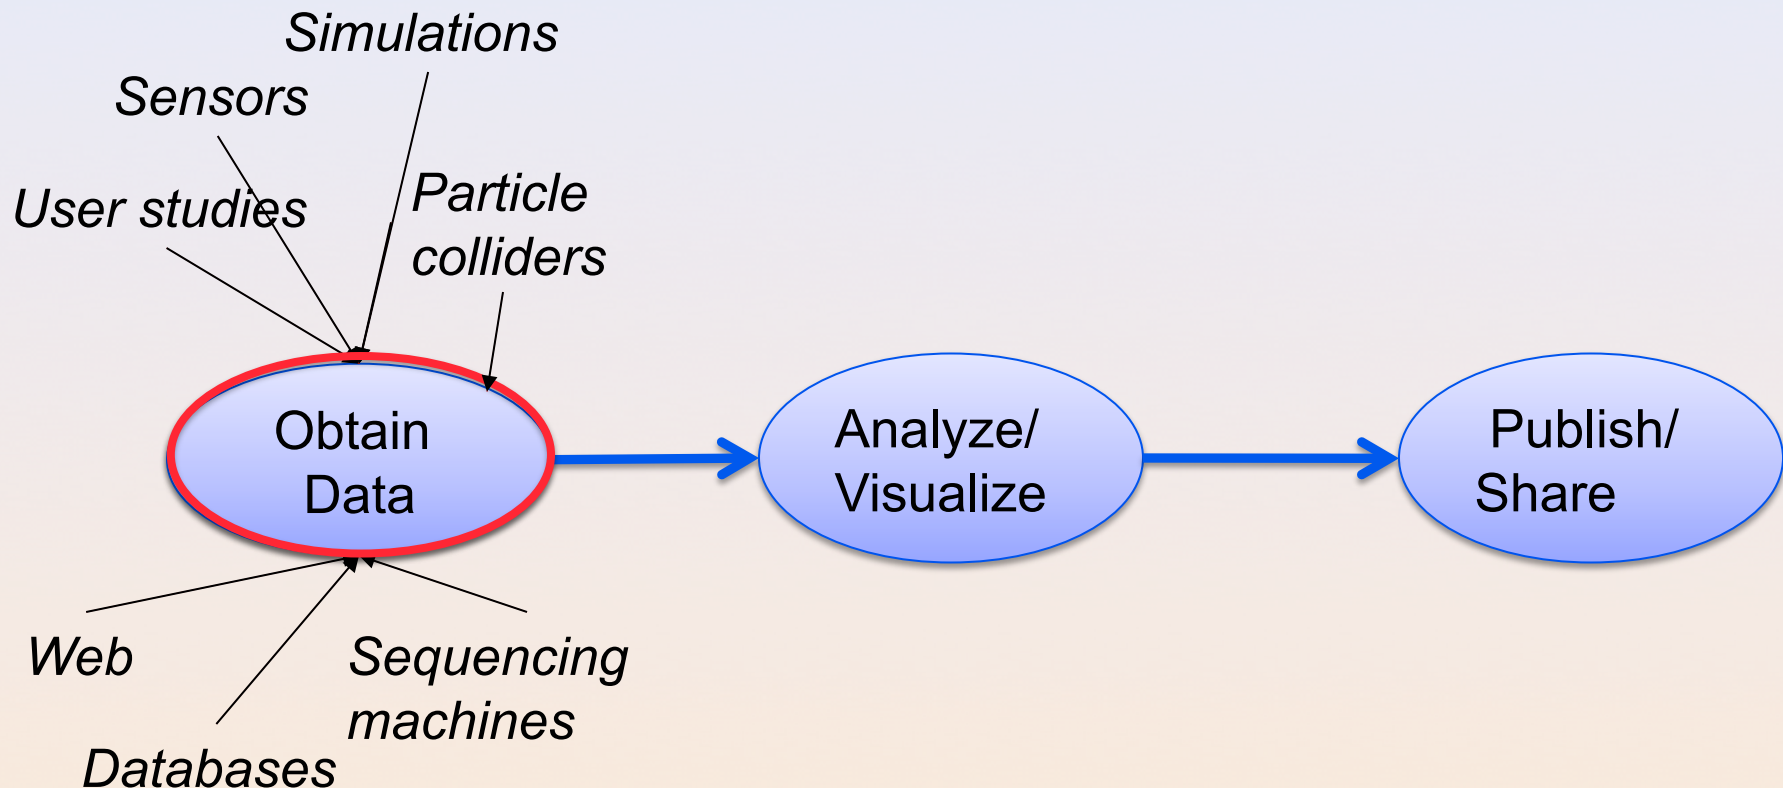 Simulations
Sensors
User studies
Particle
colliders
Obtain
Data
Analyze/
Visualize
Publish/
Share
Web
Sequencing
machines
Databases